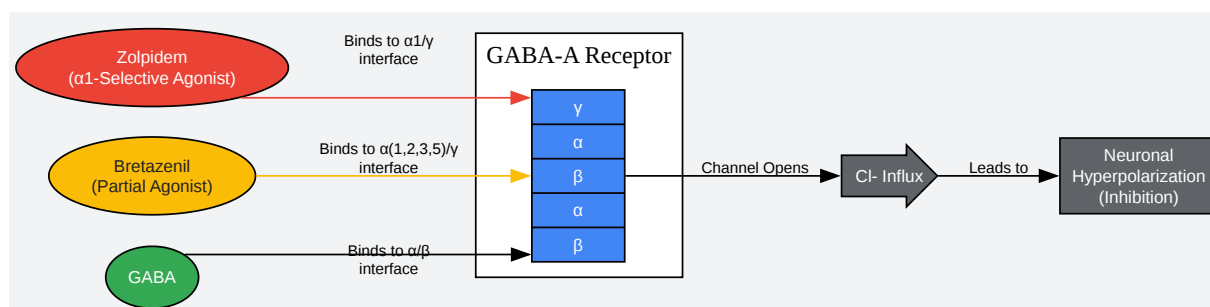 Zolpidem
(α1-Selective Agonist)
Binds to α1/γ
interface
GABA-A Receptor
γ
α
β
α
β
Bretazenil
(Partial Agonist)
Binds to α(1,2,3,5)/γ
interface
GABA
Binds to α/β
interface
Channel Opens
Cl- Influx
Leads to
Neuronal
Hyperpolarization
(Inhibition)